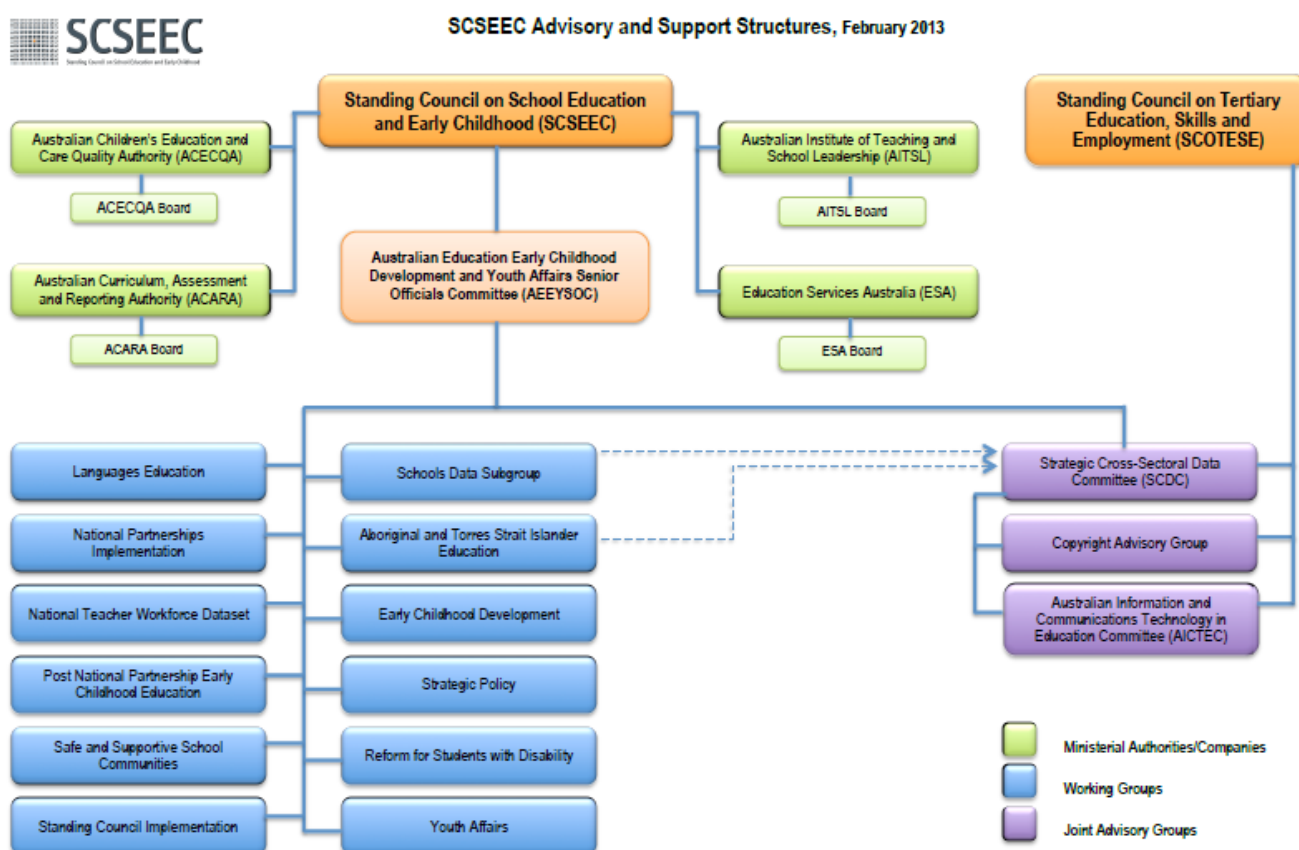 SCSEEC
Standing Council on School Education and Early Childhood
SCSEEC Advisory and Support Structures, February 2013
Standing Council on School Education
and Early Childhood (SCSEEC)
Standing Council on Tertiary
Education, Skills and
Employment (SCOTESE)
Australian Children's Education and
Care Quality Authority (ACECQA)
ACECQA Board
Australian Institute of Teaching and
School Leadership (AITSL)
AITSL Board
Australian Education Early Childhood
Development and Youth Affairs Senior
Officials Committee (AEEYSOC)
Australian Curriculum, Assessment
and Reporting Authority (ACARA)
ACARA Board
Education Services Australia (ESA)
ESA Board
Languages Education
Schools Data Subgroup
Strategic Cross-Sectoral Data
Committee (SCDC)
National Partnerships
Implementation
Aboriginal and Torres Strait Islander
Education
Copyright Advisory Group
National Teacher Workforce Dataset
Early Childhood Development
Australian Information and
Communications Technology in
Education Committee (AICTEC)
Post National Partnership Early
Childhood Education
Strategic Policy
Safe and Supportive School
Communities
Reform for Students with Disability
Standing Council Implementation
Youth Affairs
Ministerial Authorities/Companies
Working Groups
Joint Advisory Groups